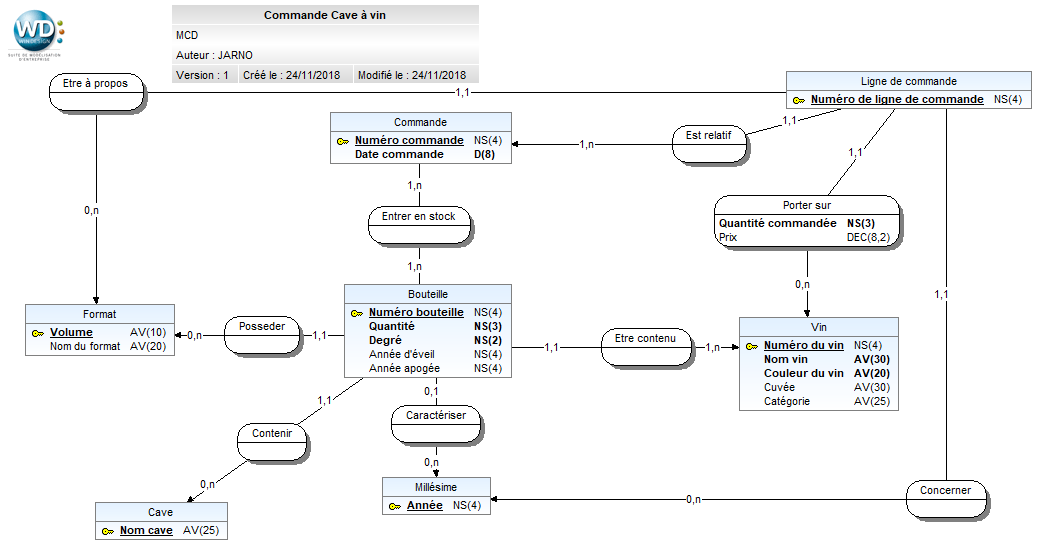 Commande Cave à vin
MCD
Auteur : JARNO
Version : 1 Créé le : 24/11/2018 Modifié le : 24/11/2018
WD
WIN'DESIGN
SUITE DE MODELISATION
D'ENTREPRISE
Etre à propos
1,1
Ligne de commande
Numéro de ligne de commande NS(4)
Commande
Numéro commande NS(4)
Date commande D(8)
1,n
Est relatif
1,1
1,1
1,n
Entrer en stock
1,n
0,n
Porter sur
Quantité commandée NS(3)
Prix DEC(8,2)
0,n
1,1
Format
Volume AV(10)
Nom du format AV(20)
0,n
Posseder
1,1
Bouteille
Numéro bouteille NS(4)
Quantité NS(3)
Degré NS(2)
Année d'éveil NS(4)
Année apogée NS(4)
1,1
Etre contenu
1,n
Vin
Numéro du vin NS(4)
Nom vin AV(30)
Couleur du vin AV(20)
Cuvée AV(30)
Catégorie AV(25)
1,1
Contenir
0,n
0,1
Caractériser
0,n
Cave
Nom cave AV(25)
Millésime
Année NS(4)
0,n
Concerner